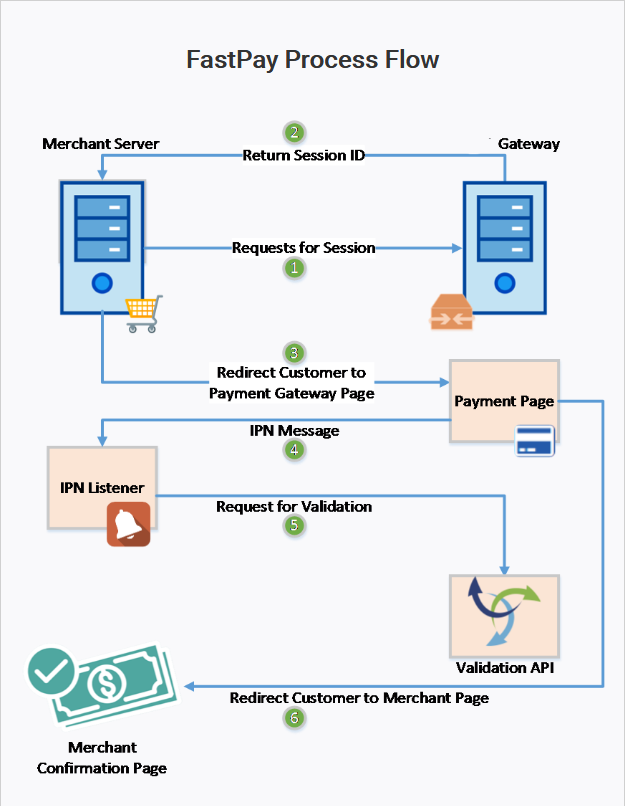 FastPay Process Flow
2
Merchant Server
Gateway
Return Session ID
Requests for Session
1
3
Redirect Customer to
Payment Gateway Page
Payment Page
IPN Message
4
IPN Listener
Request for Validation
5
Validation API
$
Redirect Customer to Merchant Page
6
Merchant
Confirmation Page